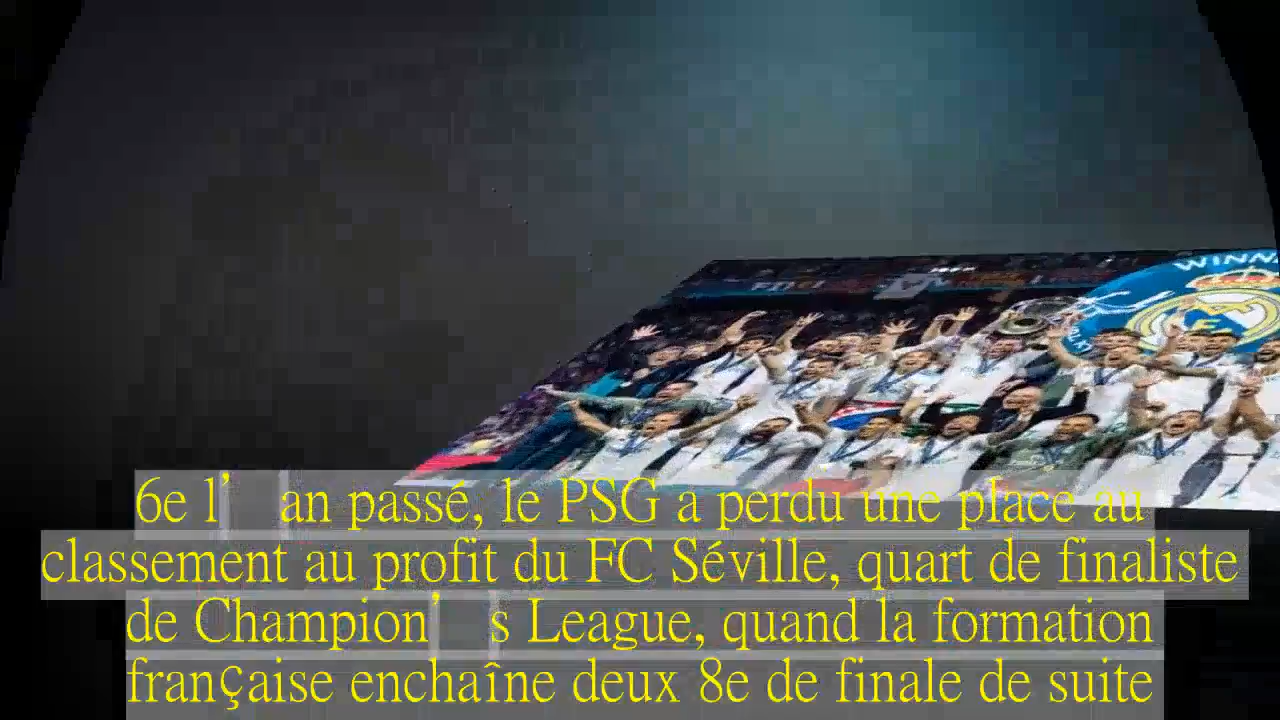 WINN
6e l’an passé, le PSG a perdu une place au
classement au profit du FC Séville, quart de finaliste
de Champion’s League, quand la formation
française enchaîne deux 8e de finale de suite